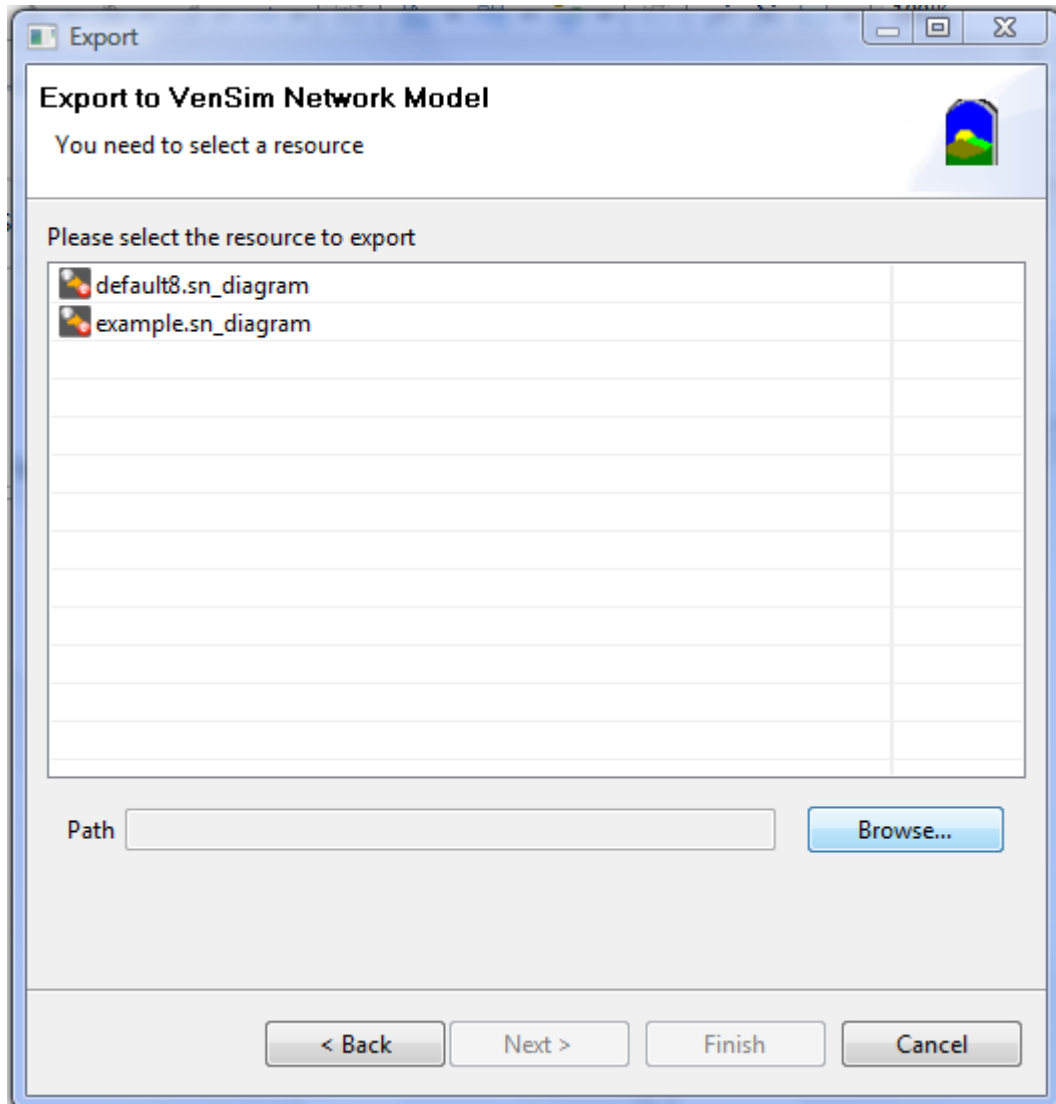 Export
Export to VenSim Network Model
You need to select a resource
Please select the resource to export
default8.sn_diagram
example.sn_diagram
Path
Browse...
< Back Next > Finish Cancel